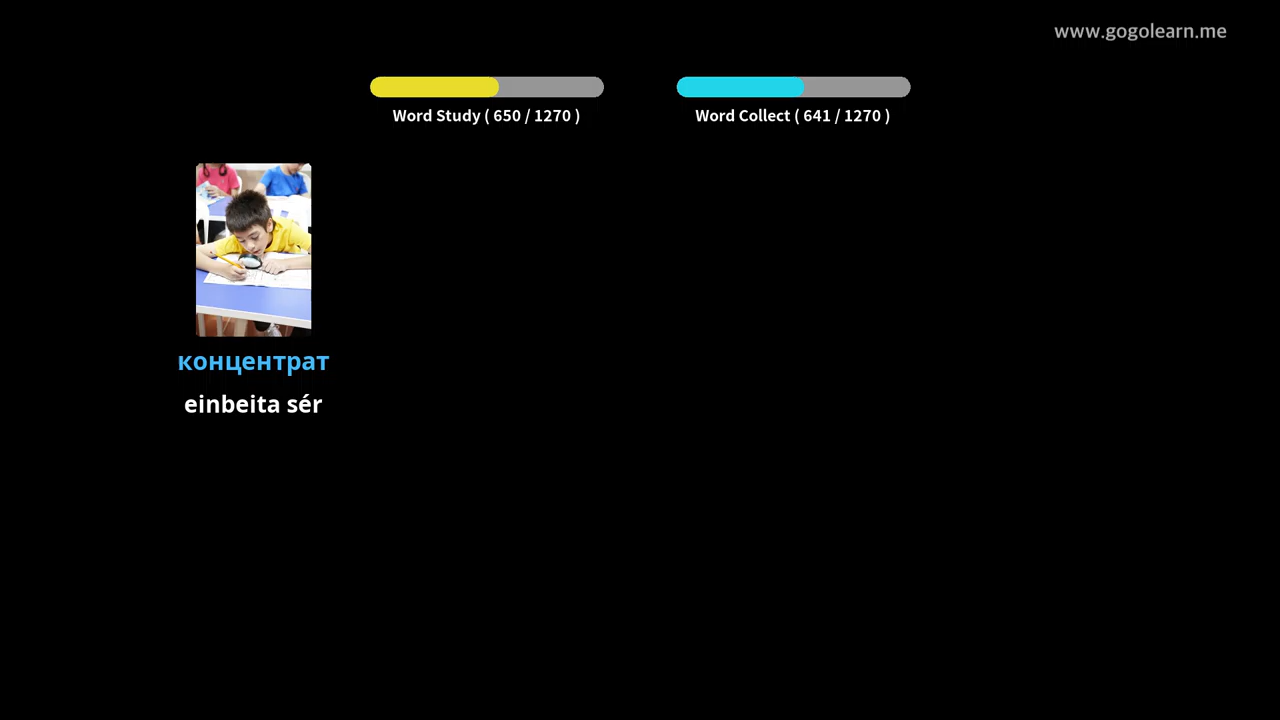 www.gogolearn.me
Word Study ( 650 / 1270 )
Word Collect ( 641 / 1270 )
концентрат
einbeita sér